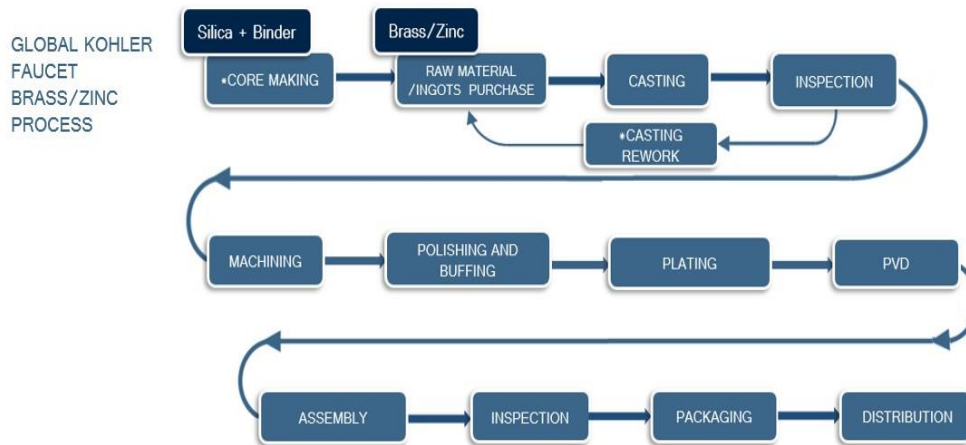 GLOBAL KOHLER
FAUCET
BRASS/ZINC
PROCESS
Silica + Binder
Brass/Zinc
*CORE MAKING
RAW MATERIAL
/INGOTS PURCHASE
CASTING
INSPECTION
*CASTING
REWORK
MACHINING
POLISHING AND
BUFFING
PLATING
PVD
ASSEMBLY
INSPECTION
PACKAGING
DISTRIBUTION